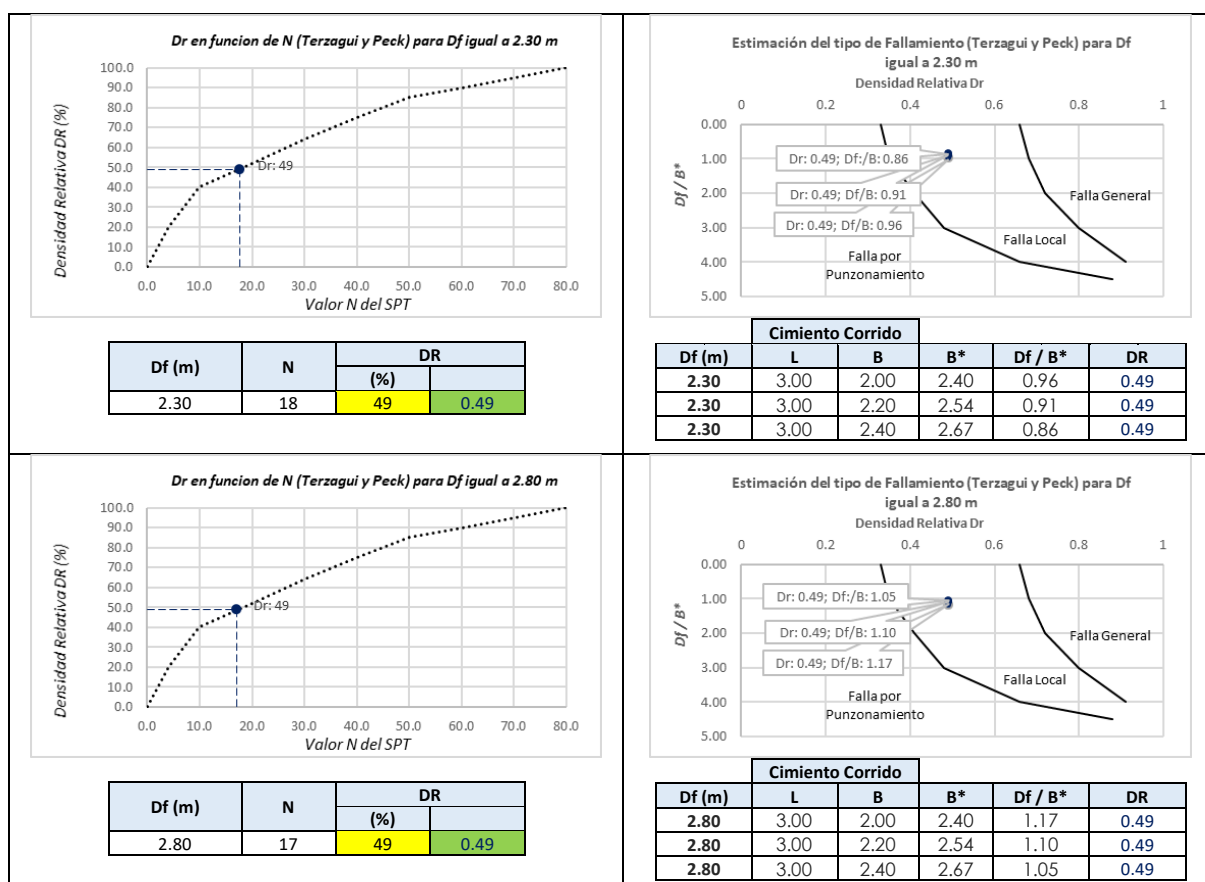 Dr en funcion de N (Terzagui y Peck) para Df igual a 2.30 m
Densidad Relativa DR (%)
100.0
90.0
80.0
70.0
60.0
50.0
40.0
30.0
20.0
10.0
0.0
Dr: 49
0.0 10.0 20.0 30.0 40.0 50.0 60.0 70.0 80.0
Valor N del SPT
Df (m) N DR
(%)
2.30 18 49 0.49
Estimación del tipo de Fallamiento (Terzagui y Peck) para Df
igual a 2.30 m
Densidad Relativa Dr
0 0.2 0.4 0.6 0.8 1
Df / B*
0.00
1.00
2.00
3.00
4.00
5.00
Dr: 0.49; Df:/B: 0.86
Dr: 0.49; Df/B: 0.91
Dr: 0.49; Df/B: 0.96
Falla General
Falla Local
Falla por
Punzonamiento
Cimiento Corrido
Df (m) L B B* Df / B* DR
2.30 3.00 2.00 2.40 0.96 0.49
2.30 3.00 2.20 2.54 0.91 0.49
2.30 3.00 2.40 2.67 0.86 0.49
Dr en funcion de N (Terzagui y Peck) para Df igual a 2.80 m
Densidad Relativa DR (%)
100.0
90.0
80.0
70.0
60.0
50.0
40.0
30.0
20.0
10.0
0.0
Dr: 49
0.0 10.0 20.0 30.0 40.0 50.0 60.0 70.0 80.0
Valor N del SPT
Df (m) N DR
(%)
2.80 17 49 0.49
Estimación del tipo de Fallamiento (Terzagui y Peck) para Df
igual a 2.80 m
Densidad Relativa Dr
0 0.2 0.4 0.6 0.8 1
Df / B*
0.00
1.00
2.00
3.00
4.00
5.00
Dr: 0.49; Df:/B: 1.05
Dr: 0.49; Df/B: 1.10
Dr: 0.49; Df/B: 1.17
Falla General
Falla Local
Falla por
Punzonamiento
Cimiento Corrido
Df (m) L B B* Df / B* DR
2.80 3.00 2.00 2.40 1.17 0.49
2.80 3.00 2.20 2.54 1.10 0.49
2.80 3.00 2.40 2.67 1.05 0.49